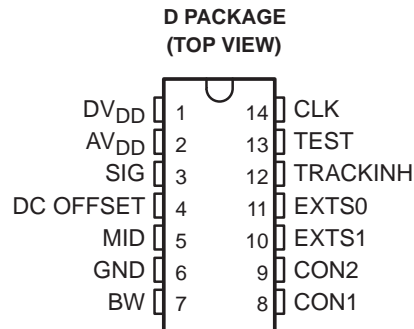 D PACKAGE
(TOP VIEW)
DVDD 1 14 CLK
AVDD 2 13 TEST
SIG 3 12 TRACKINH
DC OFFSET 4 11 EXTS0
MID 5 10 EXTS1
GND 6 9 CON2
BW 7 8 CON1